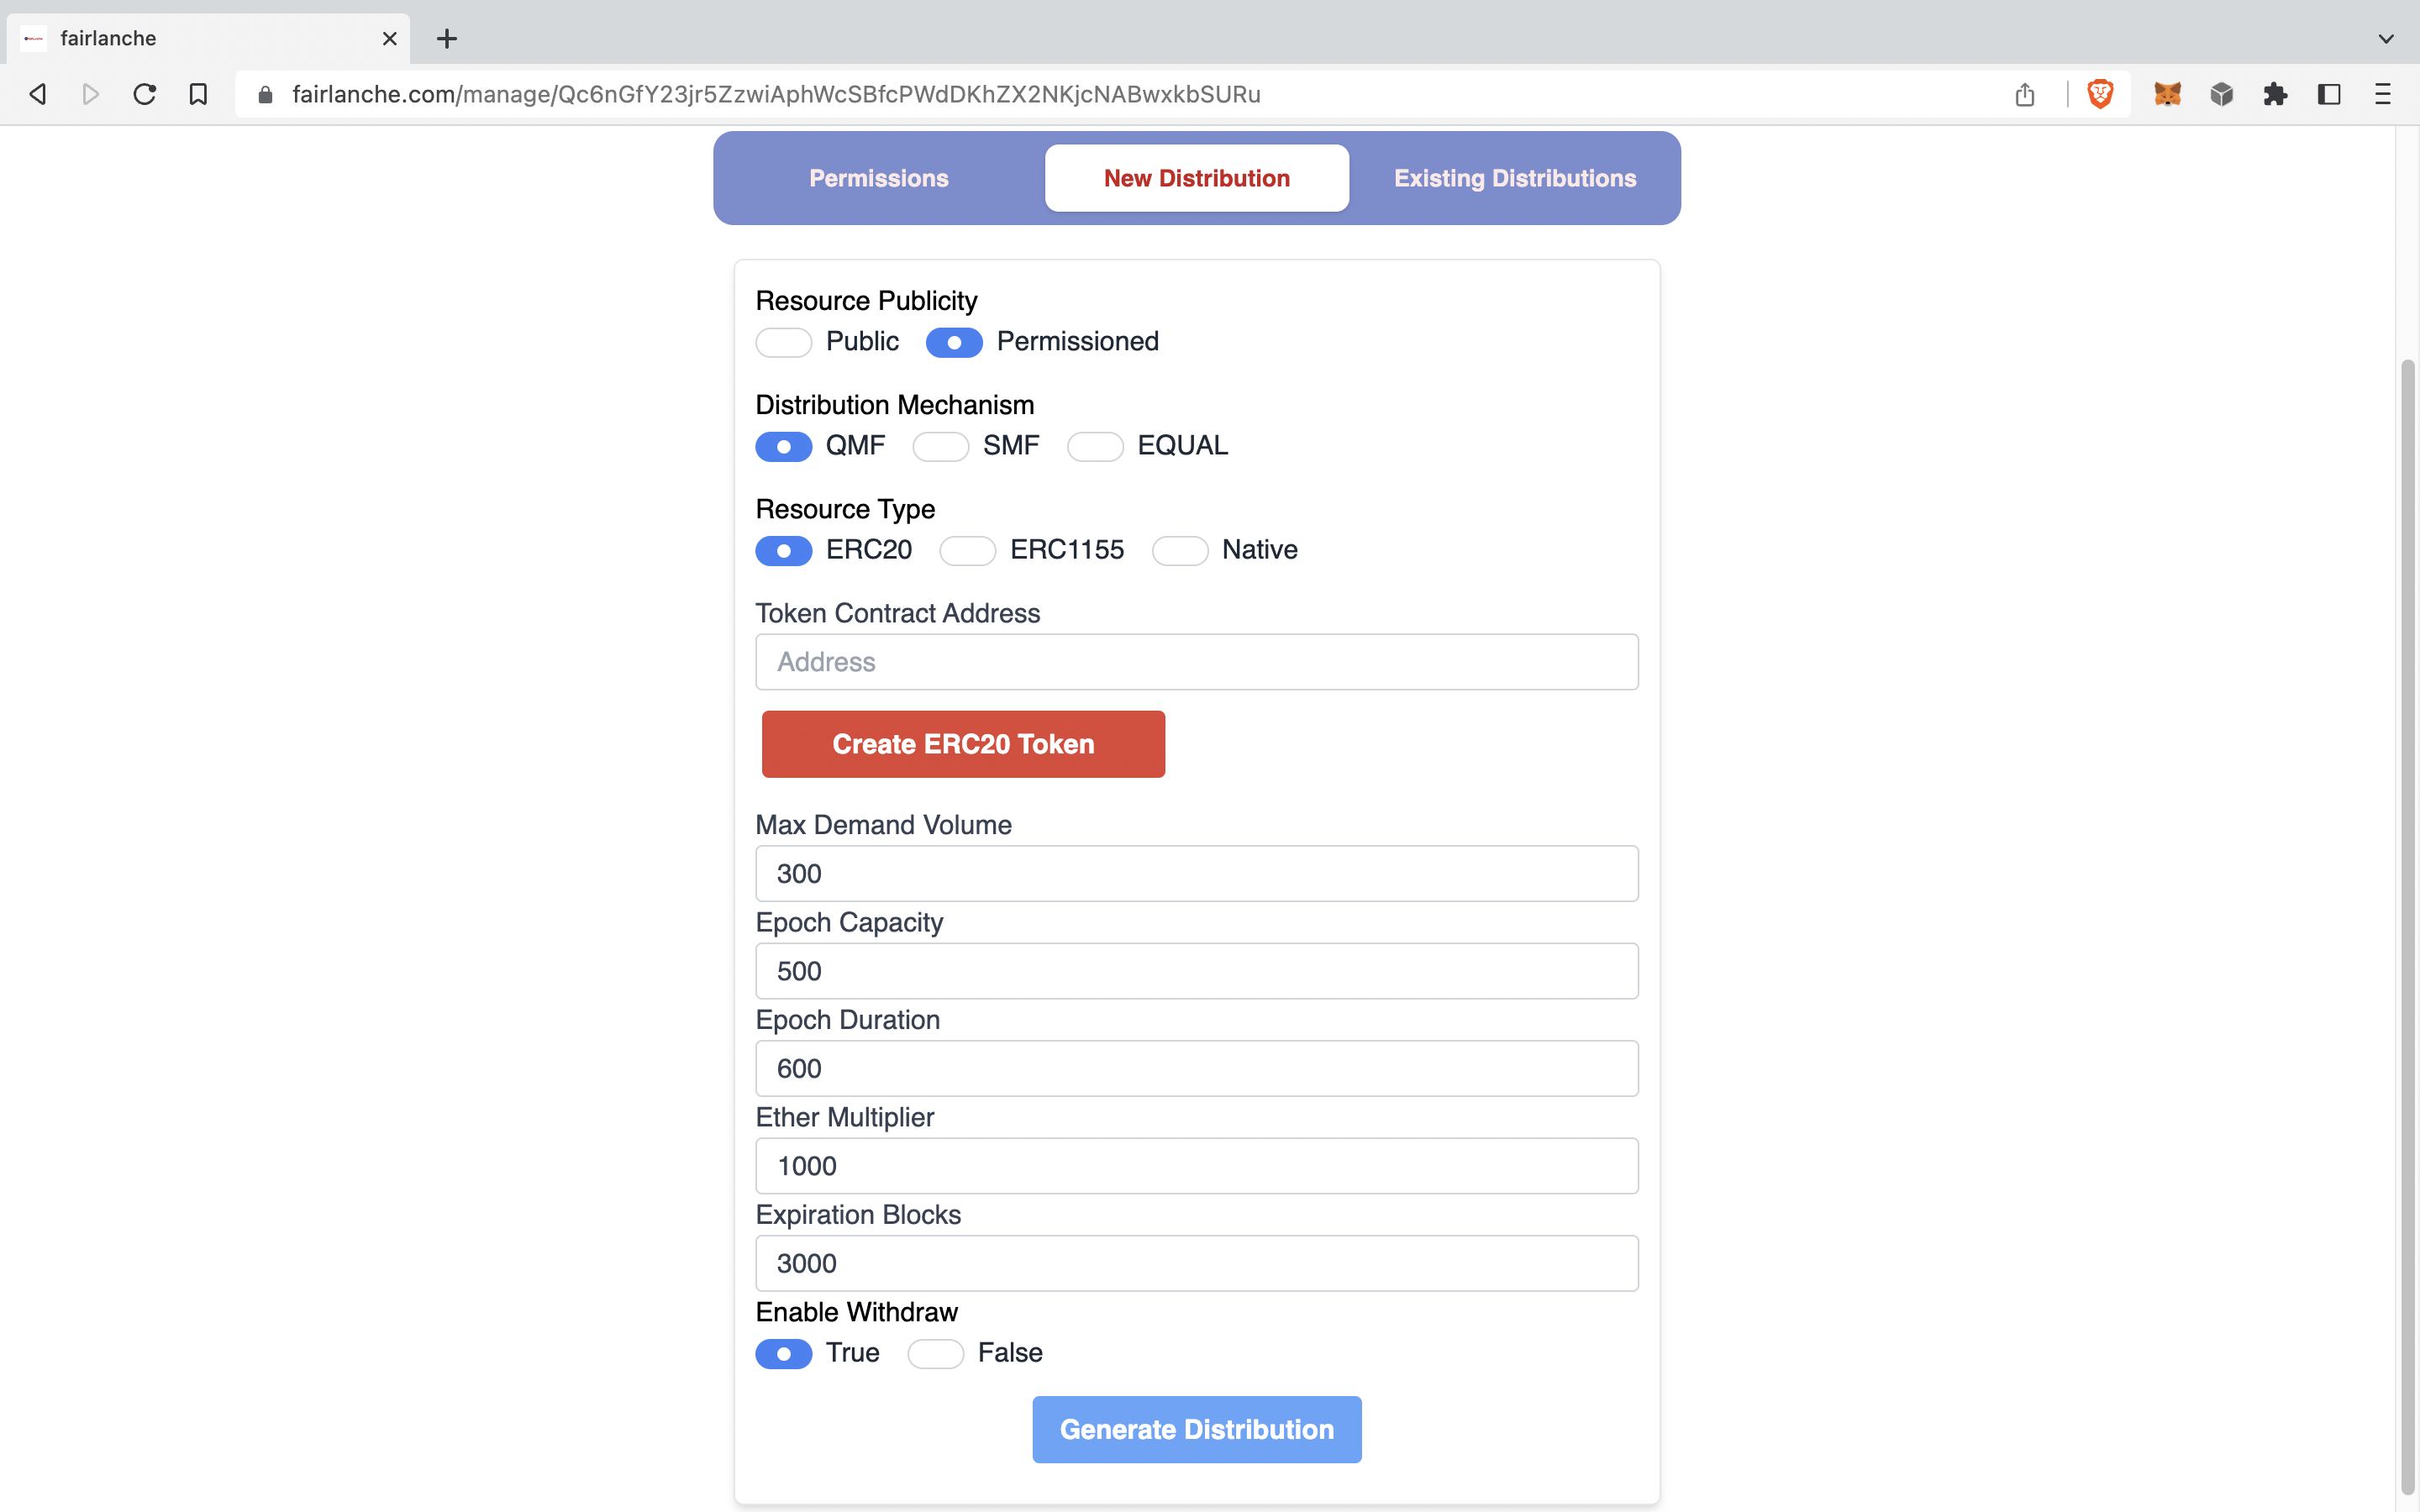 fairlanche
fairlanche.com/manage/Qc6nGfY23jr5ZzwiAphWcSBfcPWdDKhZX2NKjcNABwxkbSURu
Permissions New Distribution Existing Distributions
Resource Publicity
Public Permissioned
Distribution Mechanism
QMF SMF EQUAL
Resource Type
ERC20 ERC1155 Native
Token Contract Address
Address
Create ERC20 Token
Max Demand Volume
300
Epoch Capacity
500
Epoch Duration
600
Ether Multiplier
1000
Expiration Blocks
3000
Enable Withdraw
True False
Generate Distribution